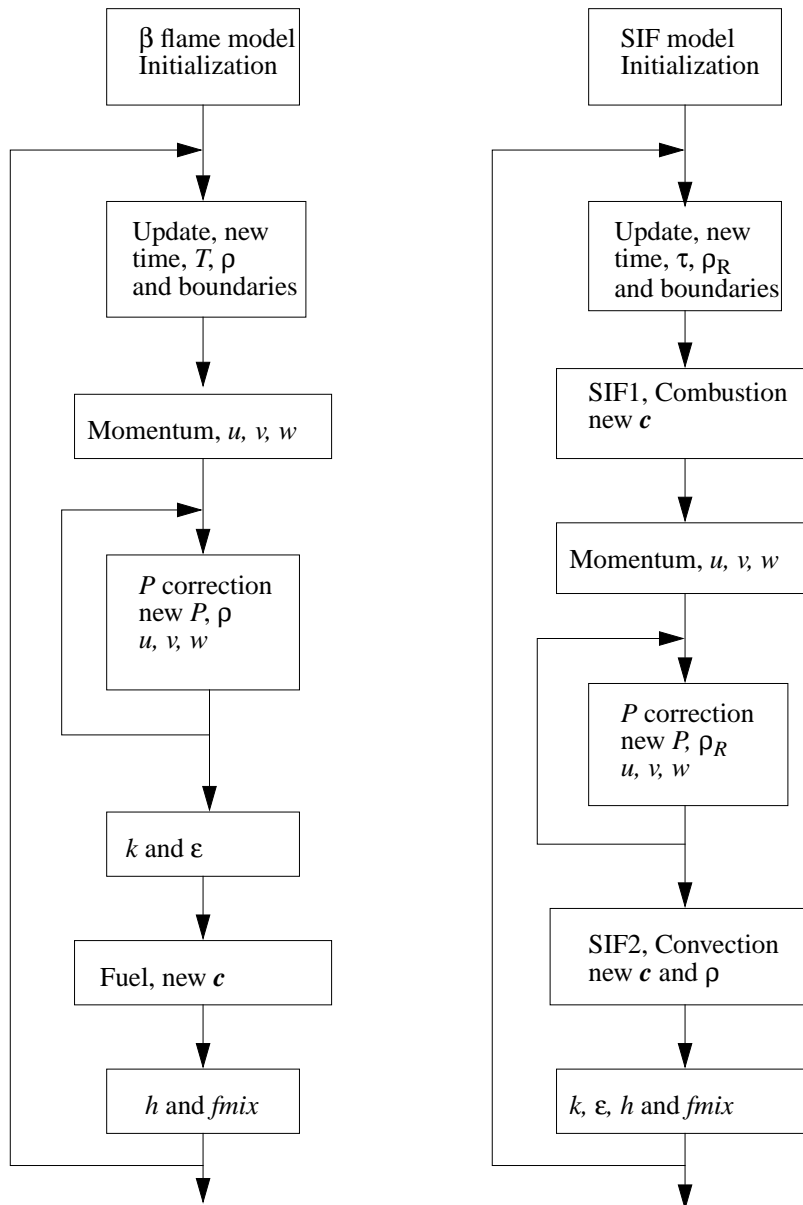 β flame model
Initialization
Update, new
time, T, ρ
and boundaries
Momentum, u, v, w
P correction
new P, ρ
u, v, w
k and ε
Fuel, new c
h and fmix
SIF model
Initialization
Update, new
time, τ, ρR
and boundaries
SIF1, Combustion
new c
Momentum, u, v, w
P correction
new P, ρR
u, v, w
SIF2, Convection
new c and ρ
k, ε, h and fmix